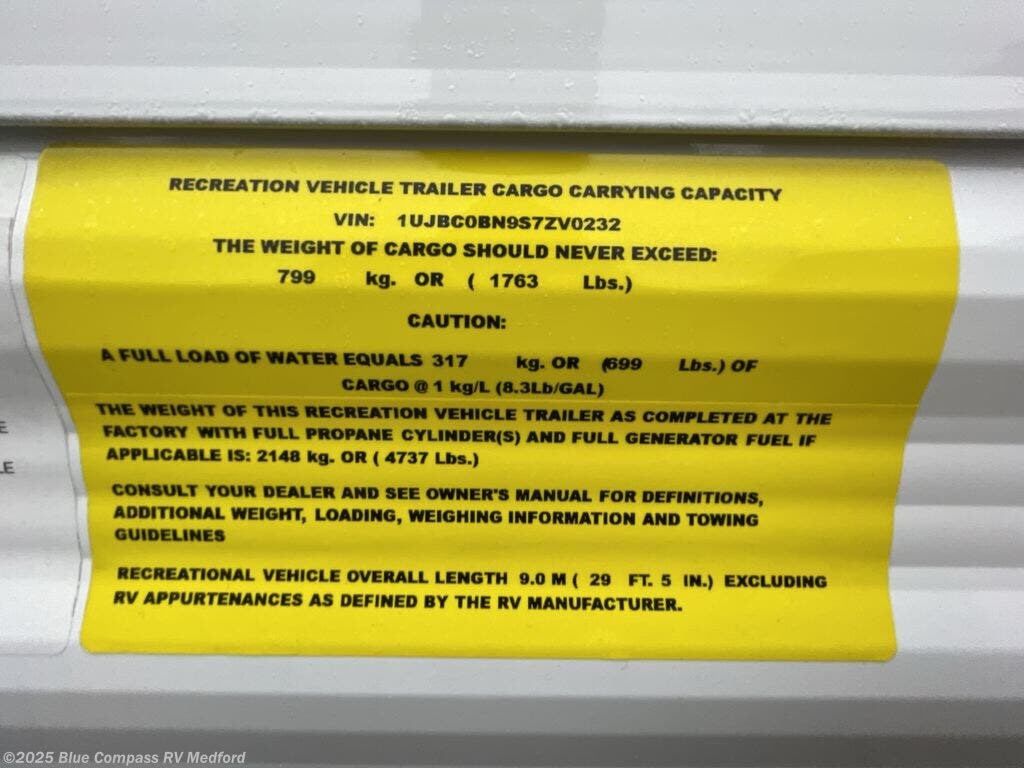 RECREATION VEHICLE TRAILER CARGO CARRYING CAPACITY
VIN: 1UJBC0BN9S7ZV0232
THE WEIGHT OF CARGO SHOULD NEVER EXCEED:
799 kg. OR ( 1763 Lbs.)
CAUTION:
A FULL LOAD OF WATER EQUALS 317 kg. OR (699 Lbs.) OF
CARGO @ 1 kg/L (8.3Lb/GAL)
THE WEIGHT OF THIS RECREATION VEHICLE TRAILER AS COMPLETED AT THE
FACTORY WITH FULL PROPANE CYLINDER(S) AND FULL GENERATOR FUEL IF
APPLICABLE IS: 2148 kg. OR ( 4737 Lbs.)
CONSULT YOUR DEALER AND SEE OWNER'S MANUAL FOR DEFINITIONS,
ADDITIONAL WEIGHT, LOADING, WEIGHING INFORMATION AND TOWING
GUIDELINES
RECREATIONAL VEHICLE OVERALL LENGTH 9.0 M ( 29 FT. 5 IN.) EXCLUDING
RV APPURTENANCES AS DEFINED BY THE RV MANUFACTURER.
E
LE
©2025 Blue Compass RV Medford